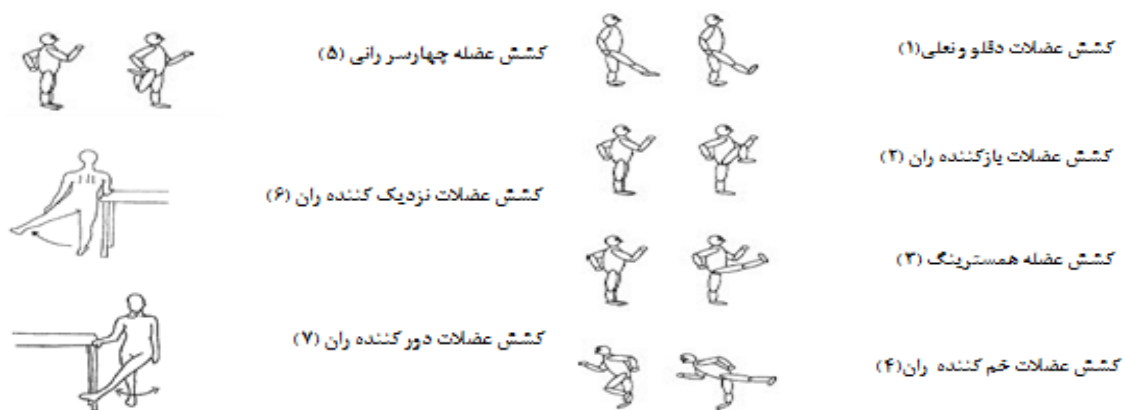 کشش عضلات دقلو و نعلی(۱)
کشش عضلات بازکننده ران (۲)
کشش عضله همسترینگ (۳)
کشش عضلات خم کننده ران(۴)
کشش عضله چهارسر رانی (۵)
کشش عضلات نزدیک کننده ران (۶)
کشش عضلات دور کننده ران (۷)